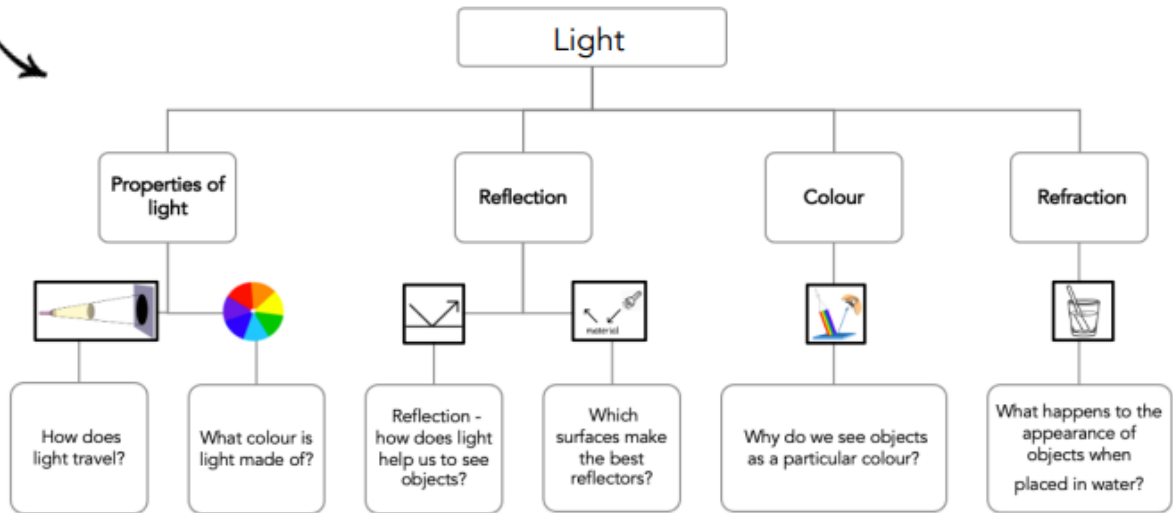 Light
Properties of
light
Reflection
Colour
Refraction
material
How does
light travel?
What colour is
light made of?
Reflection -
how does light
help us to see
objects?
Which
surfaces make
the best
reflectors?
Why do we see objects
as a particular colour?
What happens to the
appearance of
objects when
placed in water?